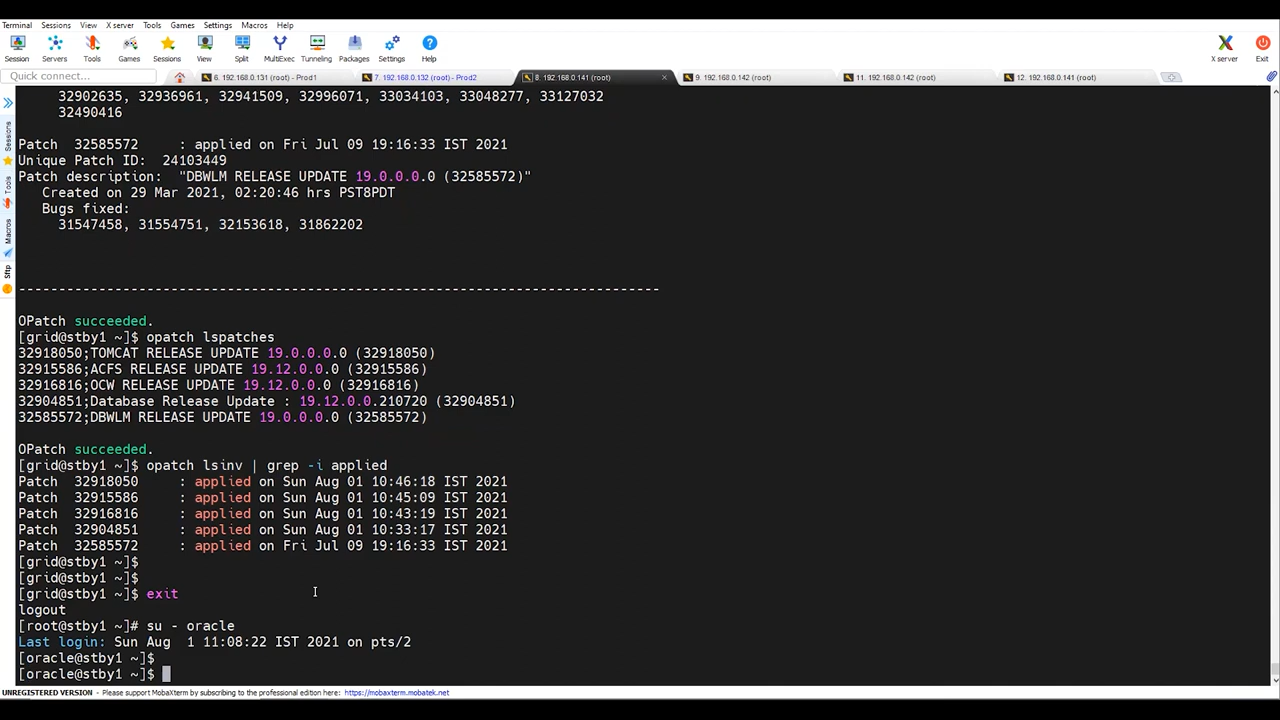 Terminal Sessions View X server Tools Games Settings Macros Help
Session Servers Tools Games Sessions View Split MultiExec Tunneling Packages Settings Help X server Exit
Quick connect... 6. 192.168.0.131 (root) - Prod1 7. 192.168.0.132 (root) - Prod2 8. 192.168.0.141 (root) 9. 192.168.0.142 (root) 11. 192.168.0.142 (root) 12. 192.168.0.141 (root)
Sessions
Tools
Macros
Sftp
32902635, 32936961, 32941509, 32996071, 33034103, 33048277, 33127032
32490416
Patch 32585572 : applied on Fri Jul 09 19:16:33 IST 2021
Unique Patch ID: 24103449
Patch description: "DBWLM RELEASE UPDATE 19.0.0.0.0 (32585572)"
Created on 29 Mar 2021, 02:20:46 hrs PST8PDT
Bugs fixed:
31547458, 31554751, 32153618, 31862202
--------------------------------------------------------------------------------
OPatch succeeded.
[grid@stby1 ~]$ opatch lspatches
32918050;TOMCAT RELEASE UPDATE 19.0.0.0.0 (32918050)
32915586;ACFS RELEASE UPDATE 19.12.0.0.0 (32915586)
32916816;OCW RELEASE UPDATE 19.12.0.0.0 (32916816)
32904851;Database Release Update : 19.12.0.0.210720 (32904851)
32585572;DBWLM RELEASE UPDATE 19.0.0.0.0 (32585572)
OPatch succeeded.
[grid@stby1 ~]$ opatch lsinv | grep -i applied
Patch 32918050 : applied on Sun Aug 01 10:46:18 IST 2021
Patch 32915586 : applied on Sun Aug 01 10:45:09 IST 2021
Patch 32916816 : applied on Sun Aug 01 10:43:19 IST 2021
Patch 32904851 : applied on Sun Aug 01 10:33:17 IST 2021
Patch 32585572 : applied on Fri Jul 09 19:16:33 IST 2021
[grid@stby1 ~]$
[grid@stby1 ~]$
[grid@stby1 ~]$ exit
logout
[root@stby1 ~]# su - oracle
Last login: Sun Aug 1 11:08:22 IST 2021 on pts/2
[oracle@stby1 ~]$
[oracle@stby1 ~]$
UNREGISTERED VERSION - Please support MobaXterm by subscribing to the professional edition here: https://mobaxterm.mobatek.net